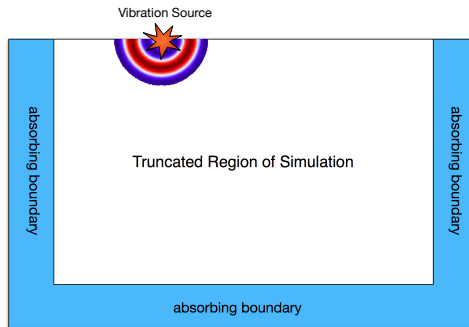 Vibration Source
absorbing boundary
Truncated Region of Simulation
absorbing boundary
absorbing boundary